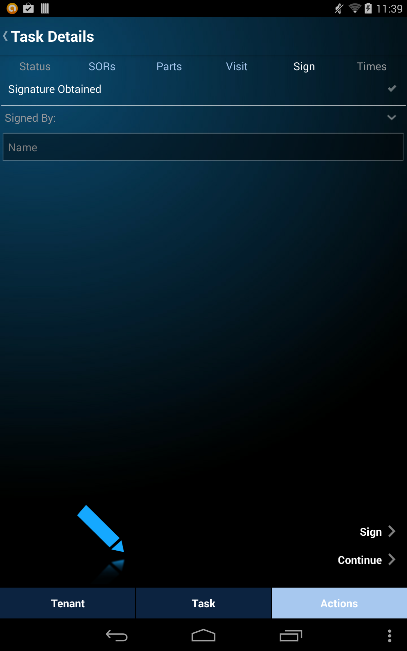 11:39
Task Details
Status SORs Parts Visit Sign Times
Signature Obtained
Signed By:
Name
Sign
Continue
Tenant Task Actions